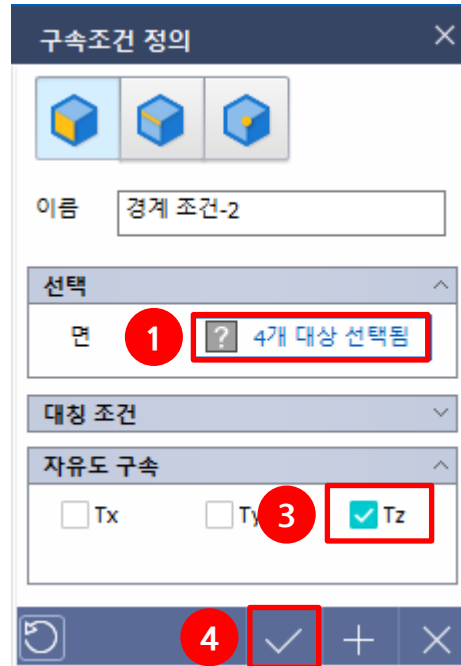 구속조건 정의
이름 경계 조건-2
선택
면 1 ? 4개 대상 선택됨
대칭 조건
자유도 구속
Tx Ty 3 Tz
4